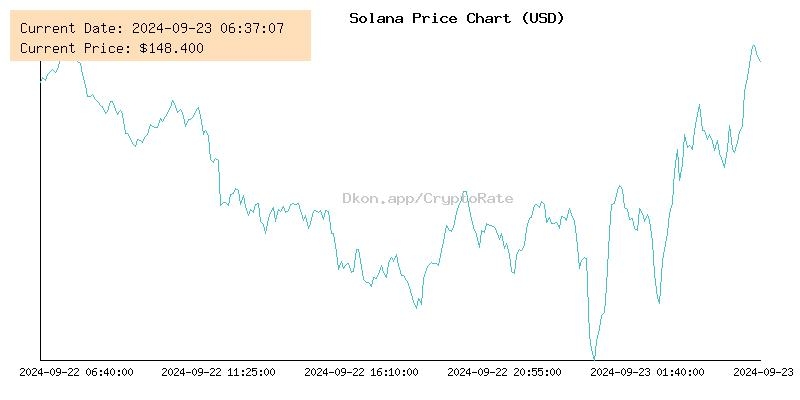 Solana Price Chart (USD)
Current Date: 2024-09-23 06:37:07
Current Price: $148.400
Dkon.app/CryptoRate
2024-09-22 06:40:00 2024-09-22 11:25:00 2024-09-22 16:10:00 2024-09-22 20:55:00 2024-09-23 01:40:00 2024-09-23